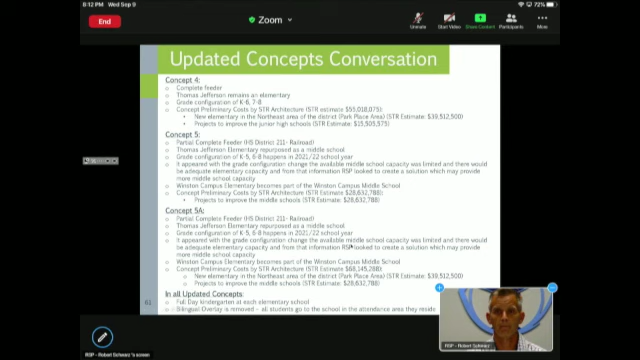 8:12 PM Wed Sep 9
72%
End
Zoom
Unmute
Start Video
Share Content
Participants
More
Updated Concepts Conversation
Concept 4:
Complete feeder
Thomas Jefferson remains an elementary
Grade configuration of K-6, 7-8
Concept Preliminary Costs by STR Architecture (STR estimate $55,018,075)
New elementary in the Northeast area of the district (Park Place Area) (STR Estimate: $39,512,500)
Projects to improve the junior high schools (STR Estimate: $15,505,575)
Concept 5:
Partial Complete Feeder (HS District 211- Railroad)
Thomas Jefferson Elementary repurposed as a middle school
Grade configuration of K-5, 6-8 happens in 2021/22 school year
It appeared with the grade configuration change the available middle school capacity was limited and there would
be adequate elementary capacity and from that information RSP looked to create a solution which may provide
more middle school capacity
Winston Campus Elementary becomes part of the Winston Campus Middle School
Concept Preliminary Costs by STR Architecture (STR Estimate: $28,632,788)
Projects to improve the middle schools (STR Estimate: $28,632,788)
Concept 5A:
Partial Complete Feeder (HS District 211- Railroad)
Thomas Jefferson Elementary repurposed as a middle school
Grade configuration of K-5, 6-8 happens in 2021/22 school year
It appeared with the grade configuration change the available middle school capacity was limited and there would
be adequate elementary capacity and from that information RSP looked to create a solution which may provide
more middle school capacity
Winston Campus Elementary becomes part of the Winston Campus Middle School
Concept Preliminary Costs by STR Architecture (STR Estimate: $68,145,288)
New elementary in the Northeast area of the district (Park Place Area) (STR Estimate: $39,512,500)
Projects to improve the middle schools (STR Estimate: $28,632,788)
In all Updated Concepts:
Full Day kindergarten at each elementary school
Bilingual Overlay is removed - all students go to the school in the attendance area they reside
61
RSP - Robert Schwarz
RSP - Robert Schwarz's screen